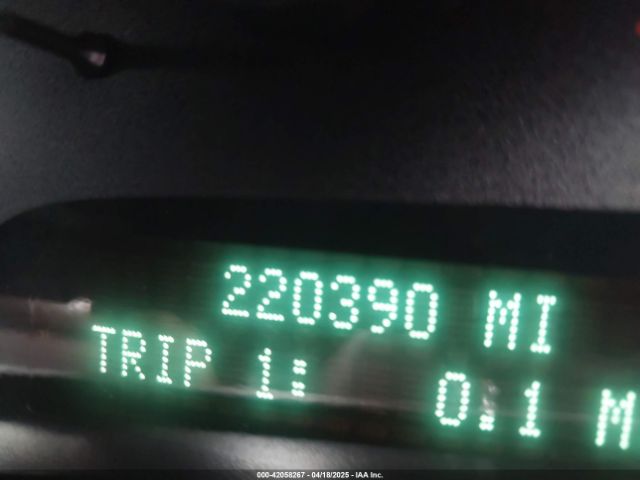 220390 MI
TRIP 1: 0.1 M
000-42058267 - 04/18/2025 - IAA Inc.